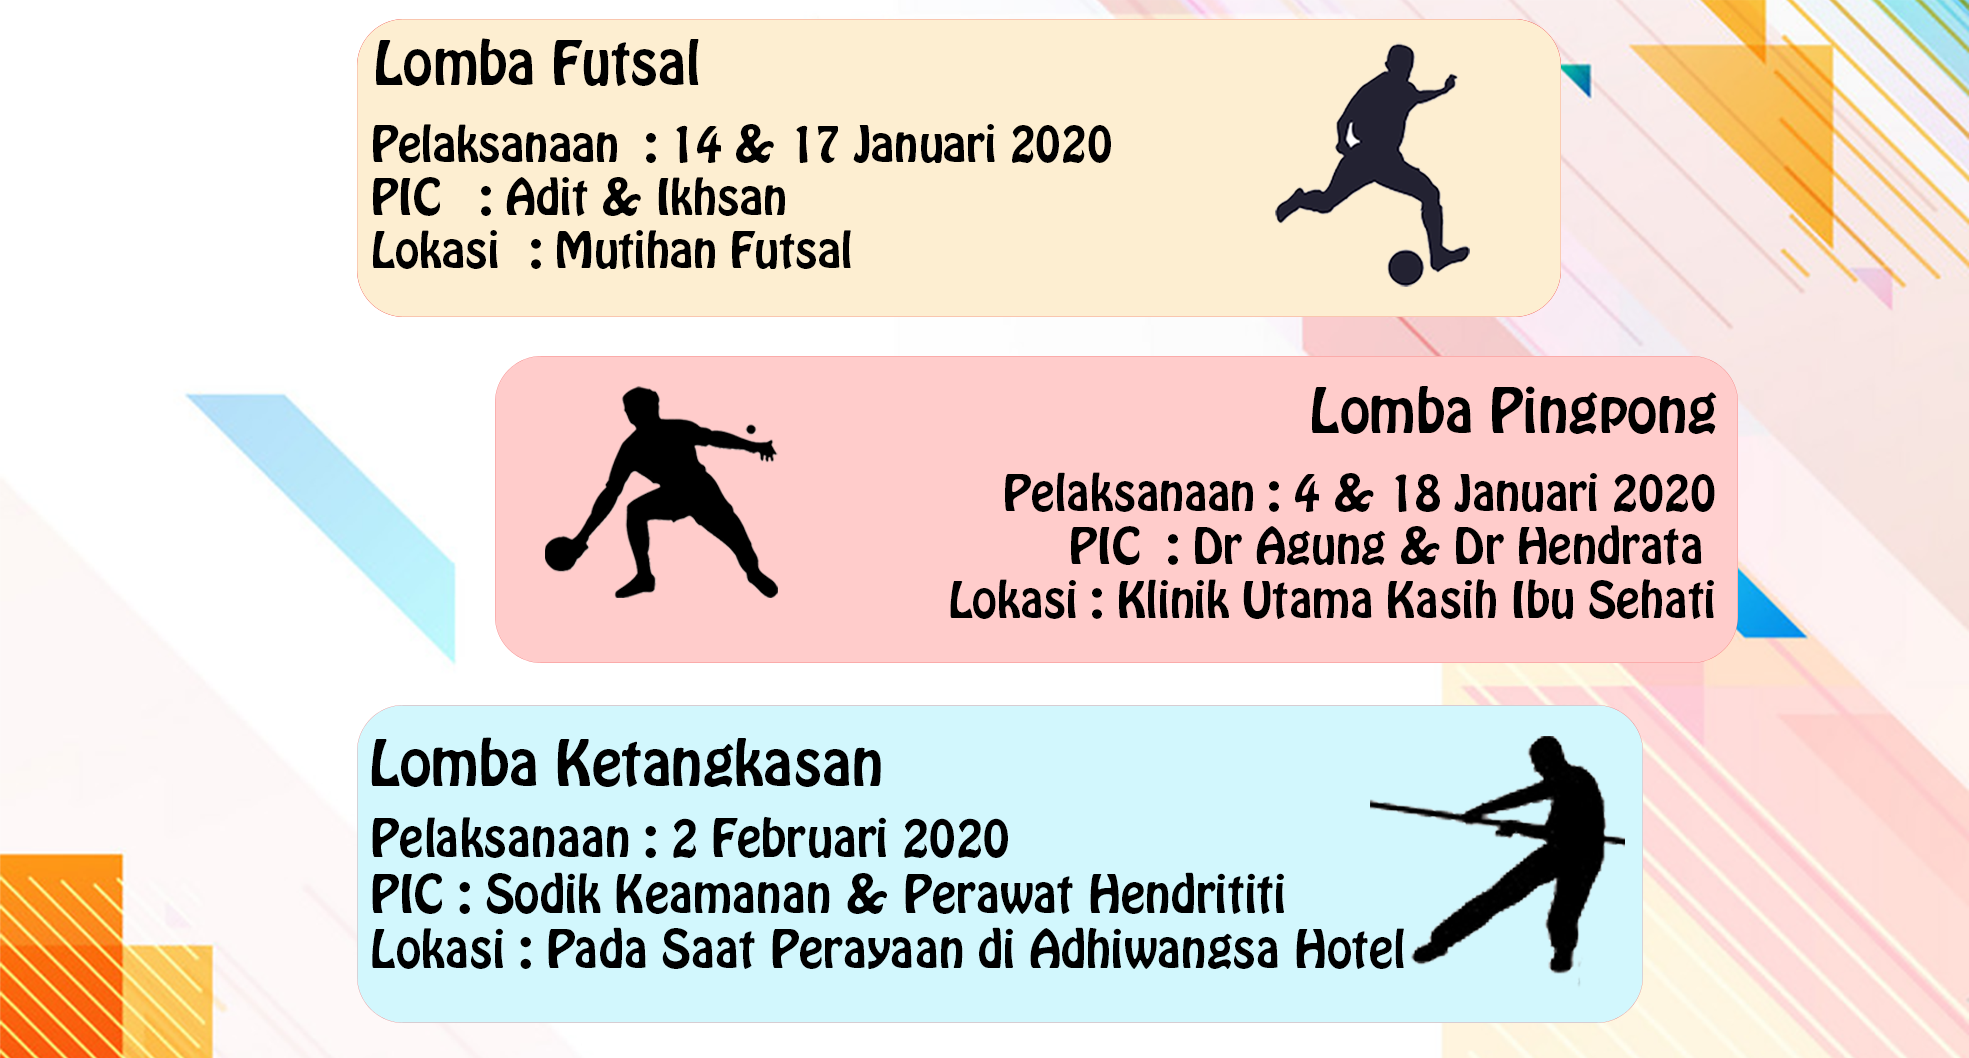 Lomba Futsal
Pelaksanaan : 14 & 17 Januari 2020
PIC : Adit & Ikhsan
Lokasi : Mutihan Futsal
Lomba Pingpong
Pelaksanaan : 4 & 18 Januari 2020
PIC : Dr Agung & Dr Hendrata
Lokasi : Klinik Utama Kasih Ibu Sehati
Lomba Ketangkasan
Pelaksanaan : 2 Februari 2020
PIC : Sodik Keamanan & Perawat Hendrititi
Lokasi : Pada Saat Perayaan di Adhiwangsa Hotel